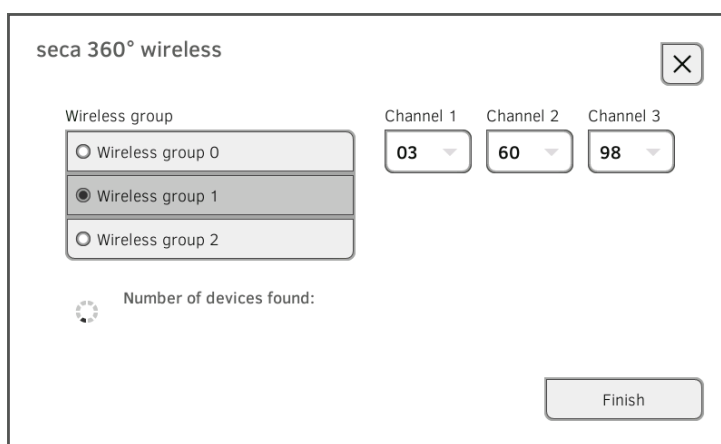 seca 360° wireless
Wireless group
Channel 1 Channel 2 Channel 3
Wireless group 0
03 60 98
Wireless group 1
Wireless group 2
Number of devices found:
Finish